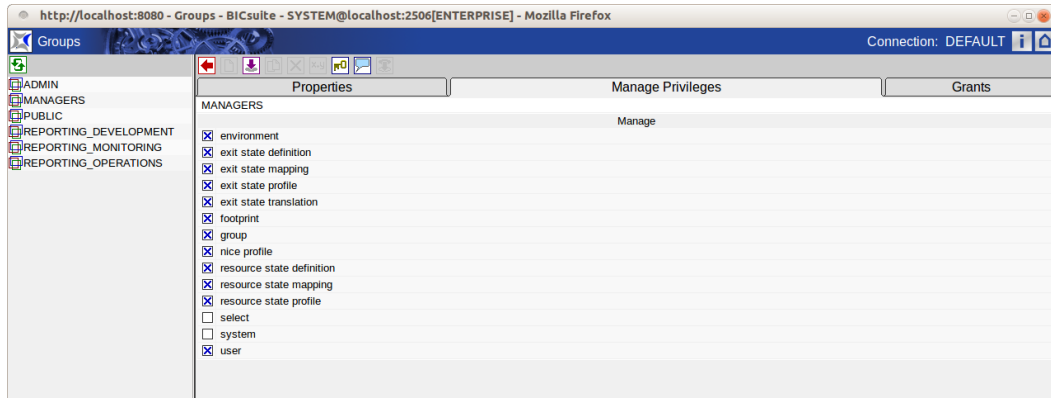 http://localhost:8080 - Groups - BICsuite - SYSTEM@localhost:2506[ENTERPRISE] - Mozilla Firefox
Groups
Connection: DEFAULT
ADMIN
MANAGERS
PUBLIC
REPORTING_DEVELOPMENT
REPORTING_MONITORING
REPORTING_OPERATIONS
Properties
Manage Privileges
Grants
MANAGERS
Manage
environment
exit state definition
exit state mapping
exit state profile
exit state translation
footprint
group
nice profile
resource state definition
resource state mapping
resource state profile
select
system
user